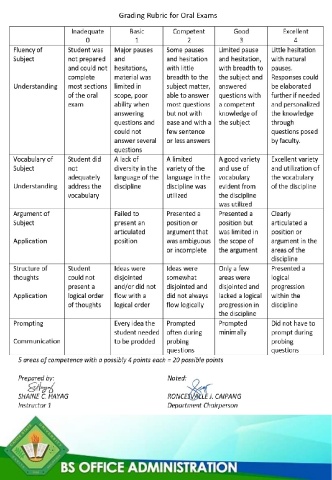 Grading Rubric for Oral Exams
Inadequate 0
Basic 1
Competent 2
Good 3
Excellent 4
Fluency of Subject
Understanding
Student was not prepared and could not complete most sections of the oral exam
Major pauses and hesitations, material was limited in scope, poor ability when answering questions and could not answer several questions
Some pauses and hesitation with little breadth to the subject matter, able to answer most questions but not with ease and with a few sentence or less answers
Limited pause and hesitation, with breadth to the subject and answered questions with a competent knowledge of the subject
Little hesitation with natural pauses. Responses could be elaborated further if needed and personalized the knowledge through questions posed by faculty.
Vocabulary of Subject
Understanding
Student did not adequately address the vocabulary
A lack of diversity in the language of the discipline
A limited variety of the language in the discipline was utilized
A good variety and use of vocabulary evident from the discipline was utilized
Excellent variety and utilization of the vocabulary of the discipline
Argument of Subject
Application
Failed to present an articulated position
Presented a position or argument that was ambiguous or incomplete
Presented a position but was limited in the scope of the argument
Clearly articulated a position or argument in the areas of the discipline
Structure of thoughts
Application
Student could not present a logical order of thoughts
Ideas were disjointed and/or did not flow with a logical order
Ideas were somewhat disjointed and did not always flow logically
Only a few areas were disjointed and lacked a logical progression in the discipline
Presented a logical progression within the discipline
Prompting
Communication
Every idea the student needed to be prodded
Prompted often during probing questions
Prompted minimally
Did not have to prompt during probing questions
5 areas of competence with a possibly 4 points each = 20 possible points
Prepared by:
Noted:
SHAINE C. HAYAG
RONCESVALLE J. CAIPANG
Instructor 1
Department Chairperson
BS OFFICE ADMINISTRATION